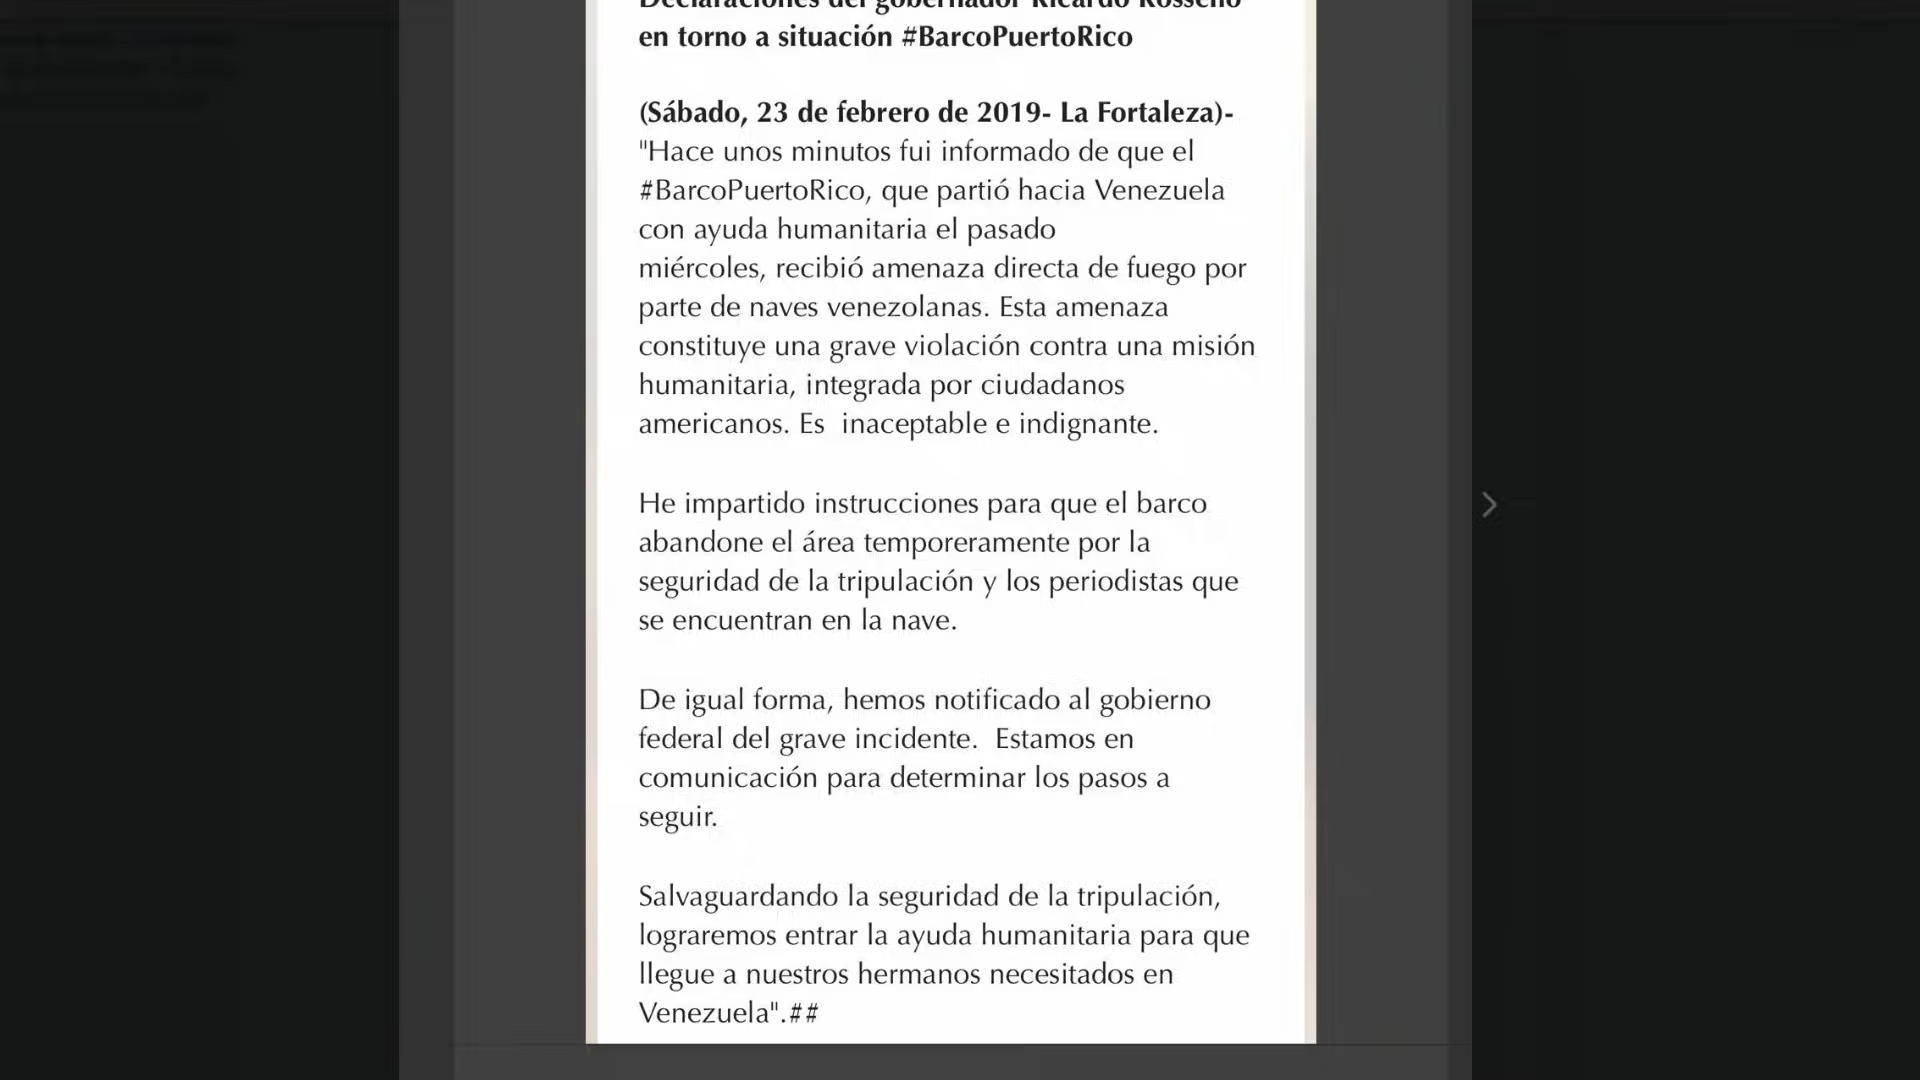 Declaraciones del gobernador Ricardo Rosselló
en torno a situación #BarcoPuertoRico
(Sábado, 23 de febrero de 2019- La Fortaleza)-
"Hace unos minutos fui informado de que el
#BarcoPuertoRico, que partió hacia Venezuela
con ayuda humanitaria el pasado
miércoles, recibió amenaza directa de fuego por
parte de naves venezolanas. Esta amenaza
constituye una grave violación contra una misión
humanitaria, integrada por ciudadanos
americanos. Es  inaceptable e indignante.
He impartido instrucciones para que el barco
abandone el área temporeramente por la
seguridad de la tripulación y los periodistas que
se encuentran en la nave.
De igual forma, hemos notificado al gobierno
federal del grave incidente.  Estamos en
comunicación para determinar los pasos a
seguir.
Salvaguardando la seguridad de la tripulación,
lograremos entrar la ayuda humanitaria para que
llegue a nuestros hermanos necesitados en
Venezuela".##